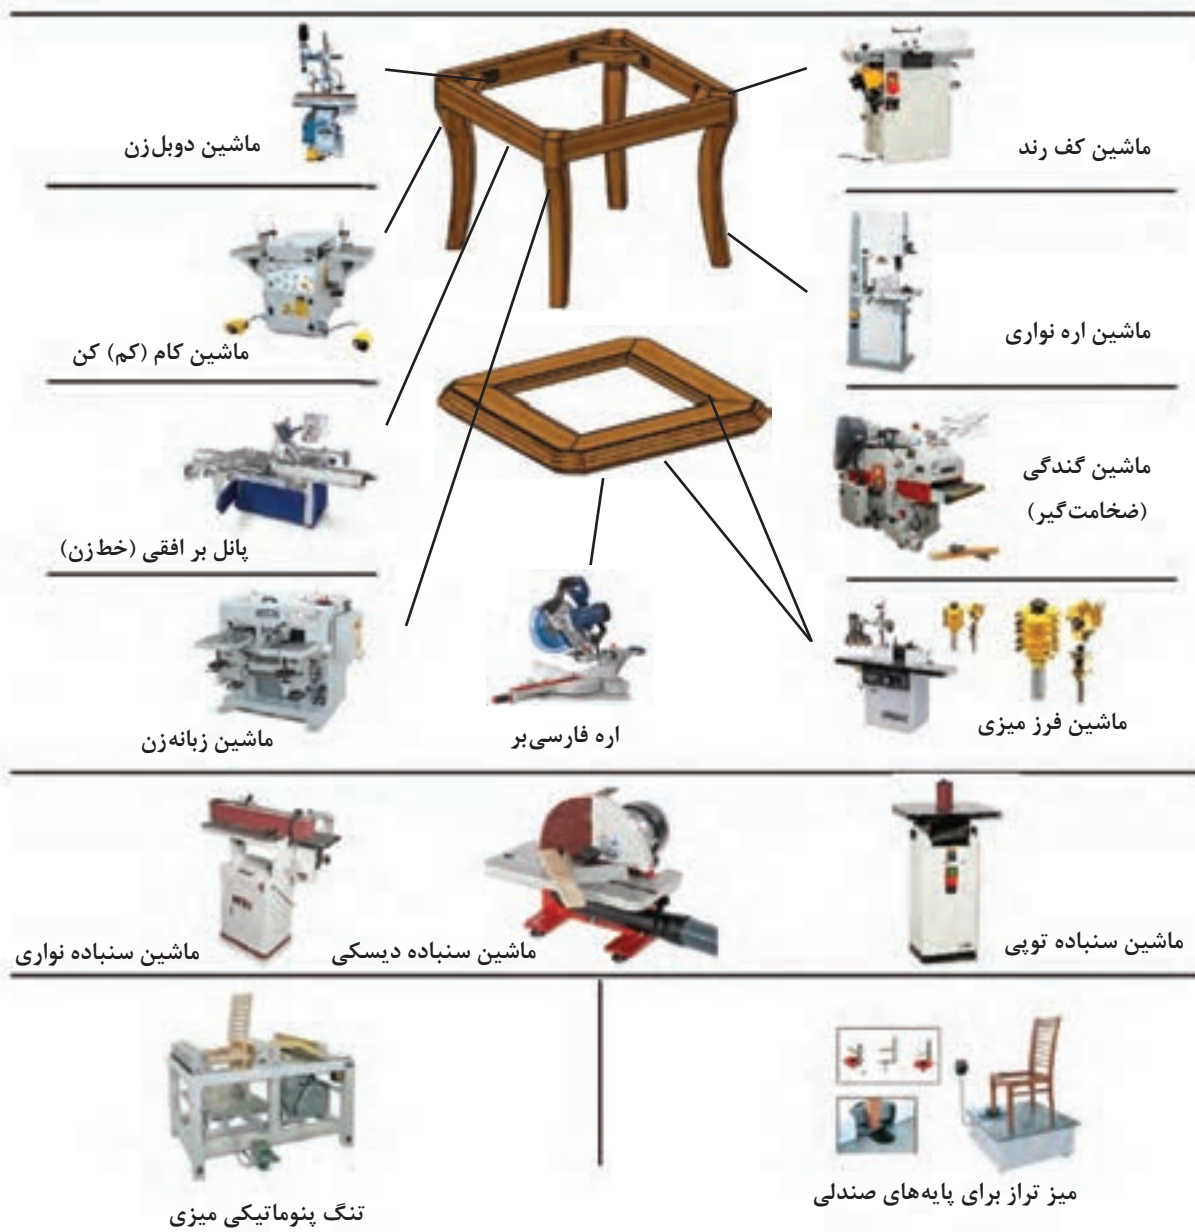 ماشین کف رند
ماشین دوبل‌زن
ماشین اره نواری
ماشین کام (کم) کن
ماشین گندگی
(ضخامت‌گیر)
پانل بر افقی (خط‌زن)
ماشین فرز میزی
اره فارسی‌بر
ماشین زبانه‌زن
ماشین سنباده توپی
ماشین سنباده دیسکی
ماشین سنباده نواری
میز تراز برای پایه‌های صندلی
تنگ پنوماتیکی میزی